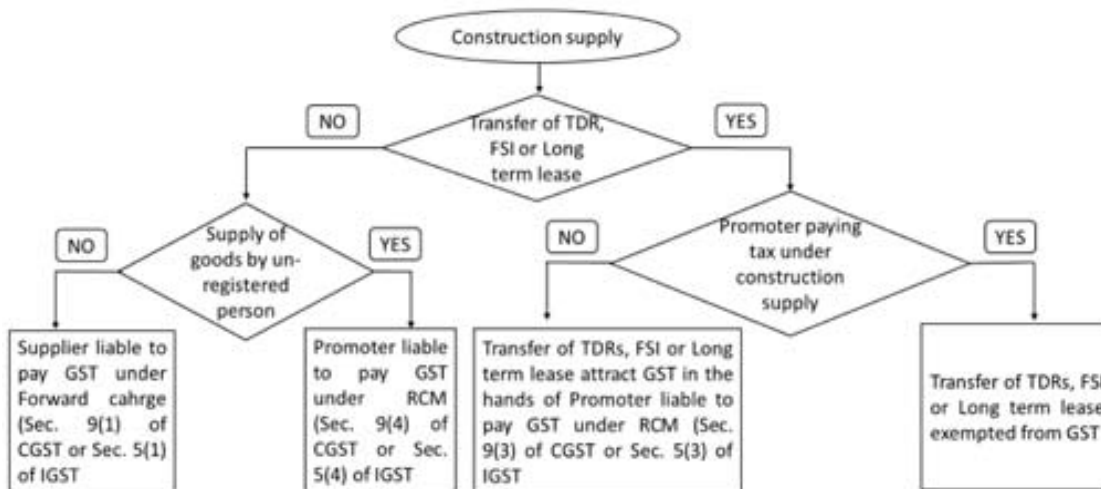 Construction supply
NO
Transfer of TDR,
FSI or Long
term lease
YES
NO
Supply of
goods by un-
registered
person
YES
NO
Promoter paying
tax under
construction
supply
YES
Supplier liable to
pay GST under
Forward cahrge
(Sec. 9(1) of
CGST or Sec. 5(1)
of IGST
Promoter liable
to pay GST
under RCM
(Sec. 9(4) of
CGST or Sec.
5(4) of IGST
Transfer of TDRs, FSI or Long
term lease attract GST in the
hands of Promoter liable to
pay GST under RCM (Sec.
9(3) of CGST or Sec. 5(3) of
IGST
Transfer of TDRs, FSI
or Long term lease
exempted from GST